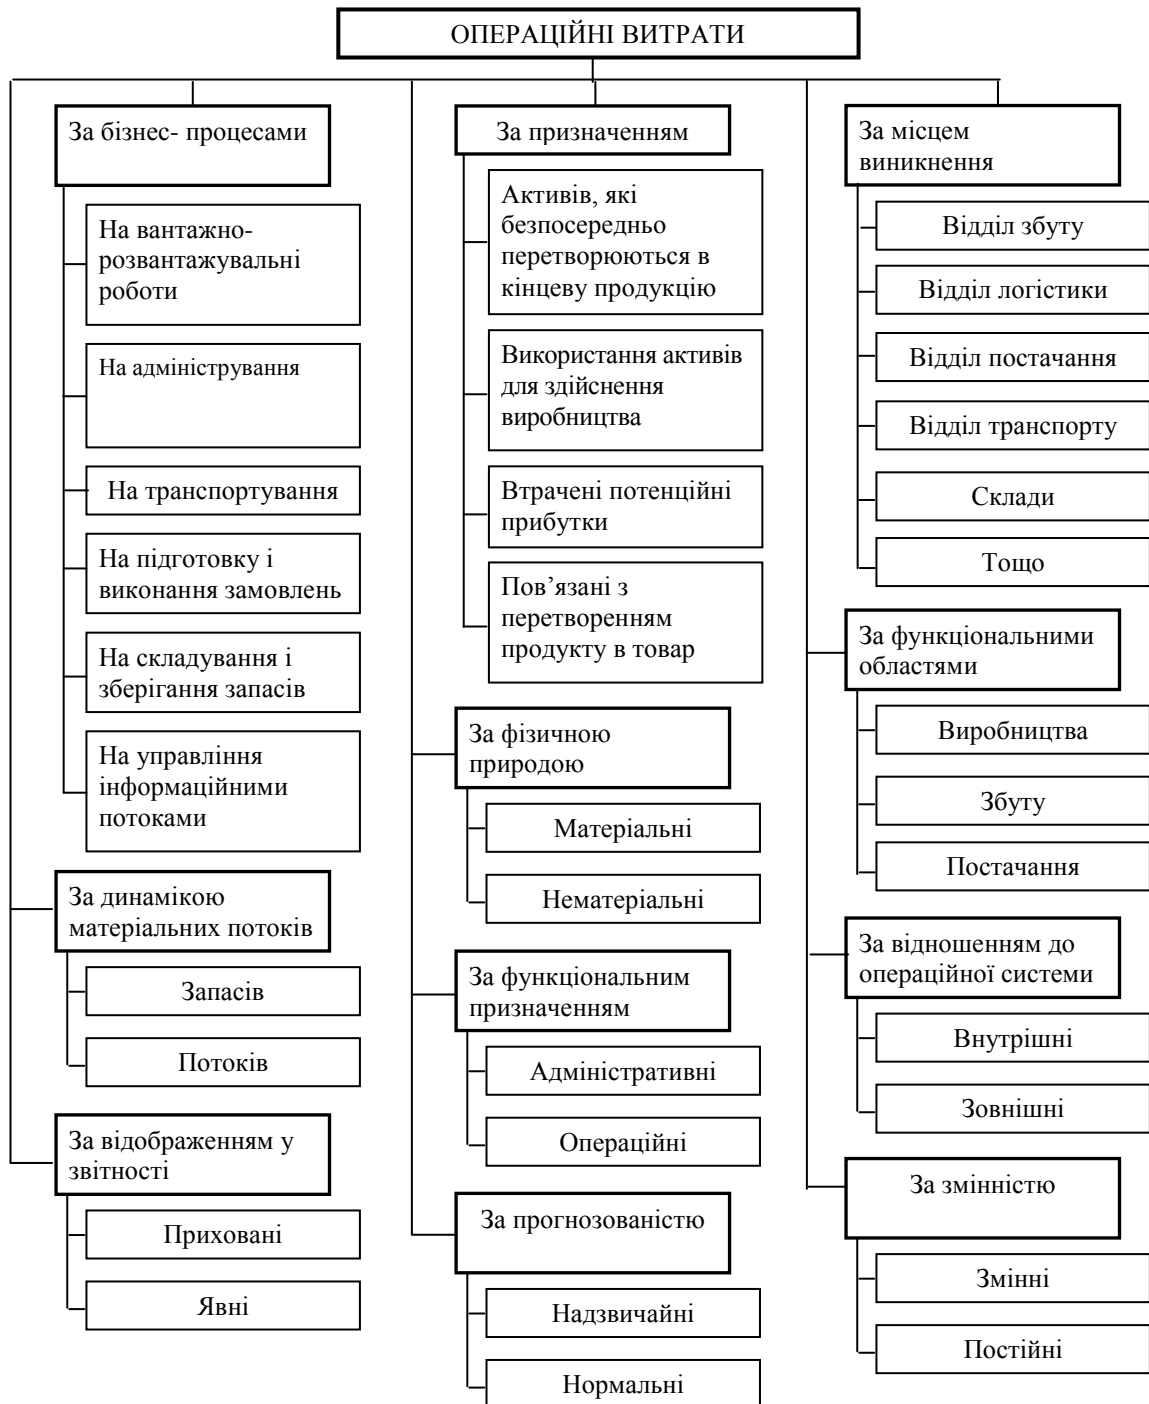 ОПЕРАЦІЙНІ ВИТРАТИ
За бізнес- процесами
На вантажно-
розвантажувальні
роботи
На адміністрування
На транспортування
На підготовку і
виконання замовлень
На складування і
зберігання запасів
На управління
інформаційними
потоками
За динамікою
матеріальних потоків
Запасів
Потоків
За відображенням у
звітності
Приховані
Явні
За призначенням
Активів, які
безпосередньо
перетворюються в
кінцеву продукцію
Використання активів
для здійснення
виробництва
Втрачені потенційні
прибутки
Пов’язані з
перетворенням
продукту в товар
За фізичною
природою
Матеріальні
Нематеріальні
За функціональним
призначенням
Адміністративні
Операційні
За прогнозованістю
Надзвичайні
Нормальні
За місцем
виникнення
Відділ збуту
Відділ логістики
Відділ постачання
Відділ транспорту
Склади
Тощо
За функціональними
областями
Виробництва
Збуту
Постачання
За відношенням до
операційної системи
Внутрішні
Зовнішні
За змінністю
Змінні
Постійні